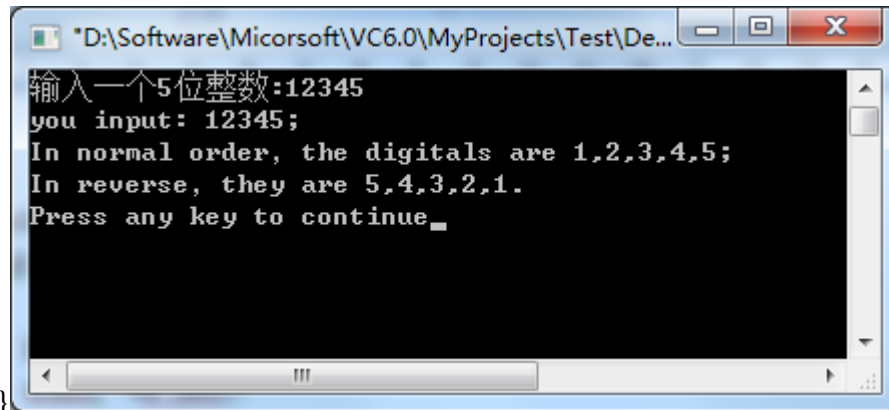 "D:\Software\Micorsoft\VC6.0\MyProjects\Test\De...
输入一个5位整数:12345
you input: 12345;
In normal order, the digitals are 1,2,3,4,5;
In reverse, they are 5,4,3,2,1.
Press any key to continue
}